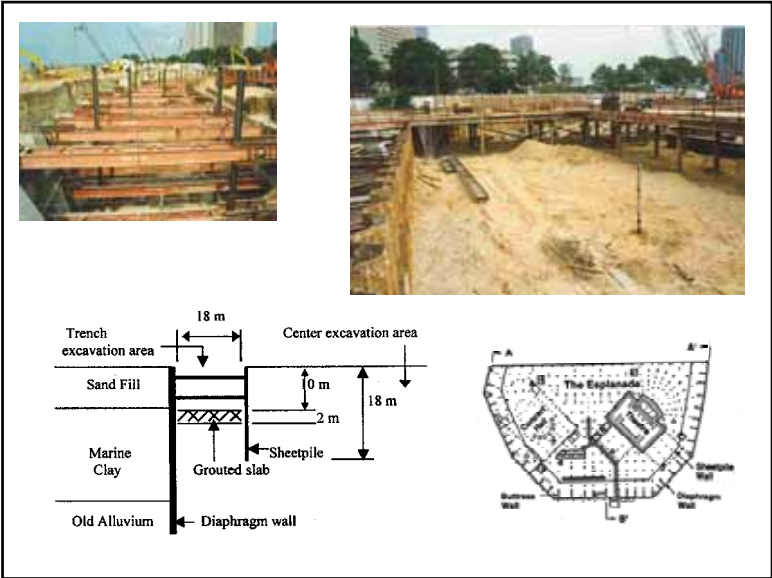 18 m
Trench
excavation area
Center excavation area
Sand Fill
0 m
18 m
2 m
Marine
Clay
Sheetpile
Grouted slab
Old Alluvium
Diaphragm wall
A
A'
The Esplanade
Sheetpile
Wall
Buttress
Wall
Diaphragm
Wall
B'